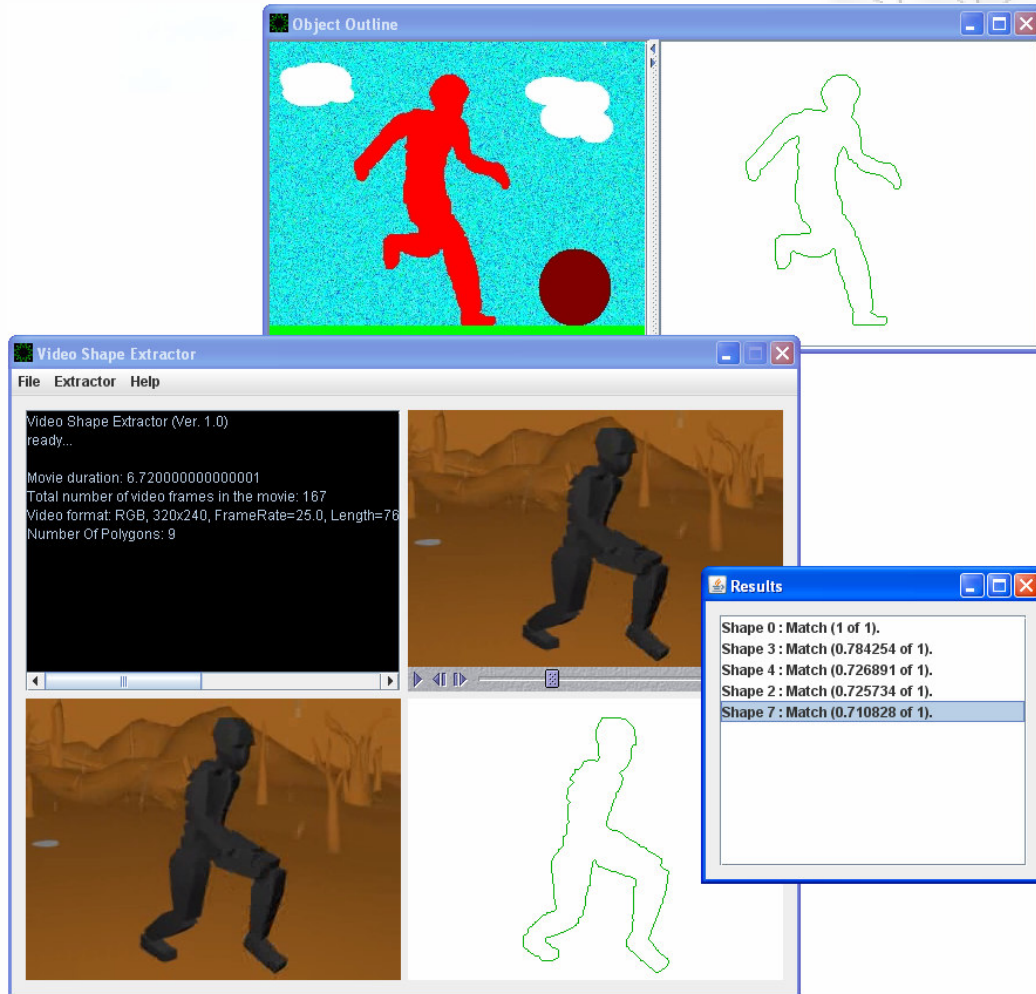 Object Outline
Video Shape Extractor
File Extractor Help
Video Shape Extractor (Ver. 1.0)
ready...
Movie duration: 6.720000000000001
Total number of video frames in the movie: 167
Video format: RGB, 320x240, FrameRate=25.0, Length=76
Number Of Polygons: 9
Results
Shape 0 : Match (1 of 1).
Shape 3 : Match (0.784254 of 1).
Shape 4 : Match (0.726891 of 1).
Shape 2 : Match (0.725734 of 1).
Shape 7 : Match (0.710828 of 1).